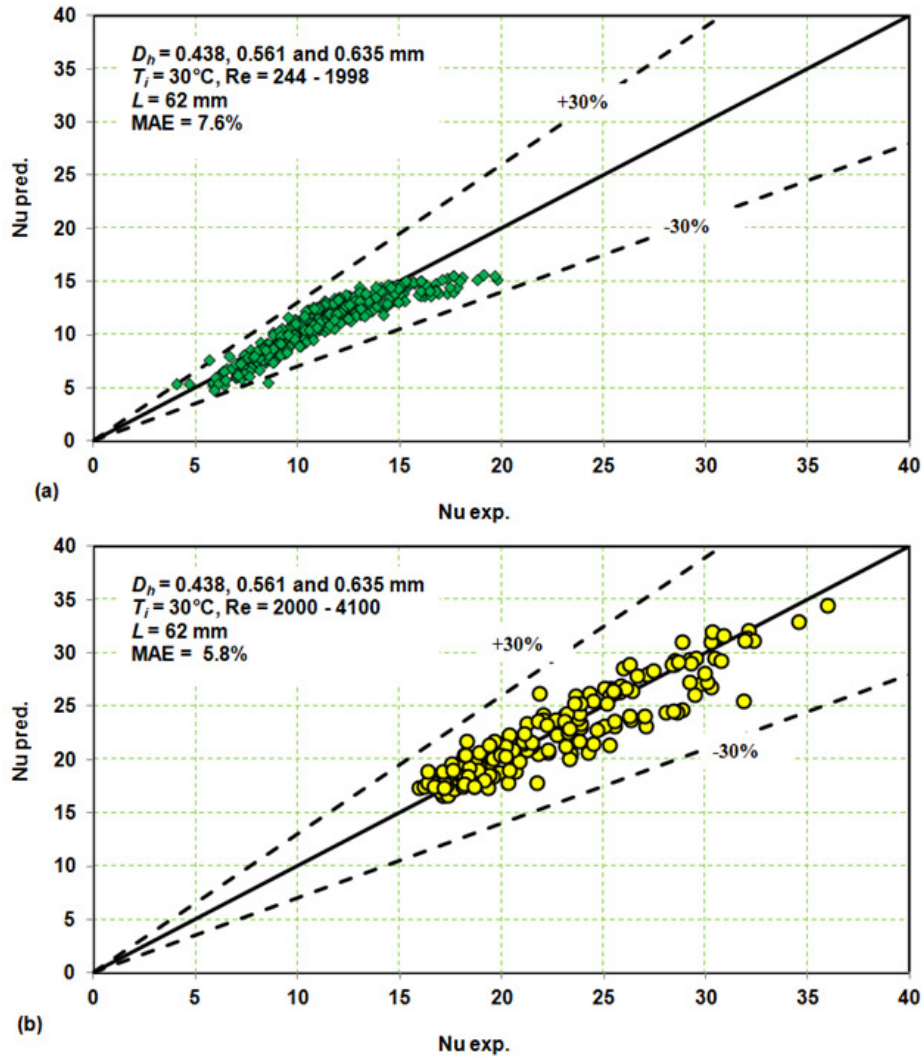 40
35
30
25
20
15
10
5
0
Nu pred.
D_h = 0.438, 0.561 and 0.635 mm
T_i = 30°C, Re = 244 - 1998
L = 62 mm
MAE = 7.6%
+30%
-30%
0 5 10 15 20 25 30 35 40
(a)
Nu exp.
40
35
30
25
20
15
10
5
0
Nu pred.
D_h = 0.438, 0.561 and 0.635 mm
T_i = 30°C, Re = 2000 - 4100
L = 62 mm
MAE = 5.8%
+30%
-30%
0 5 10 15 20 25 30 35 40
(b)
Nu exp.